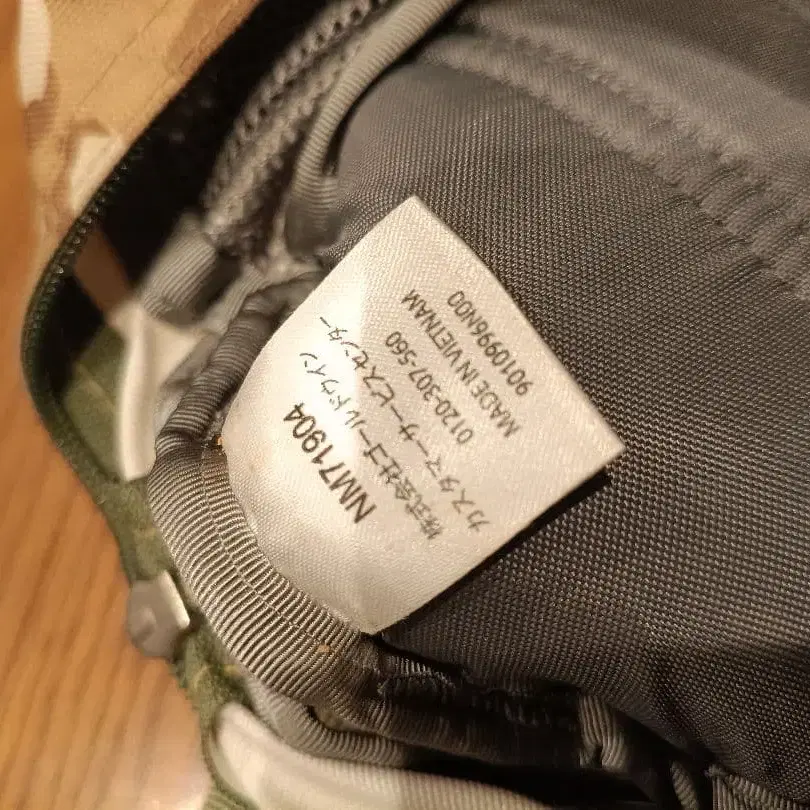 NM71904
株式会社ゴールドウイン
カスタマーサービスセンター
0120-307-560
MADE IN VIETNAM
9010996N00